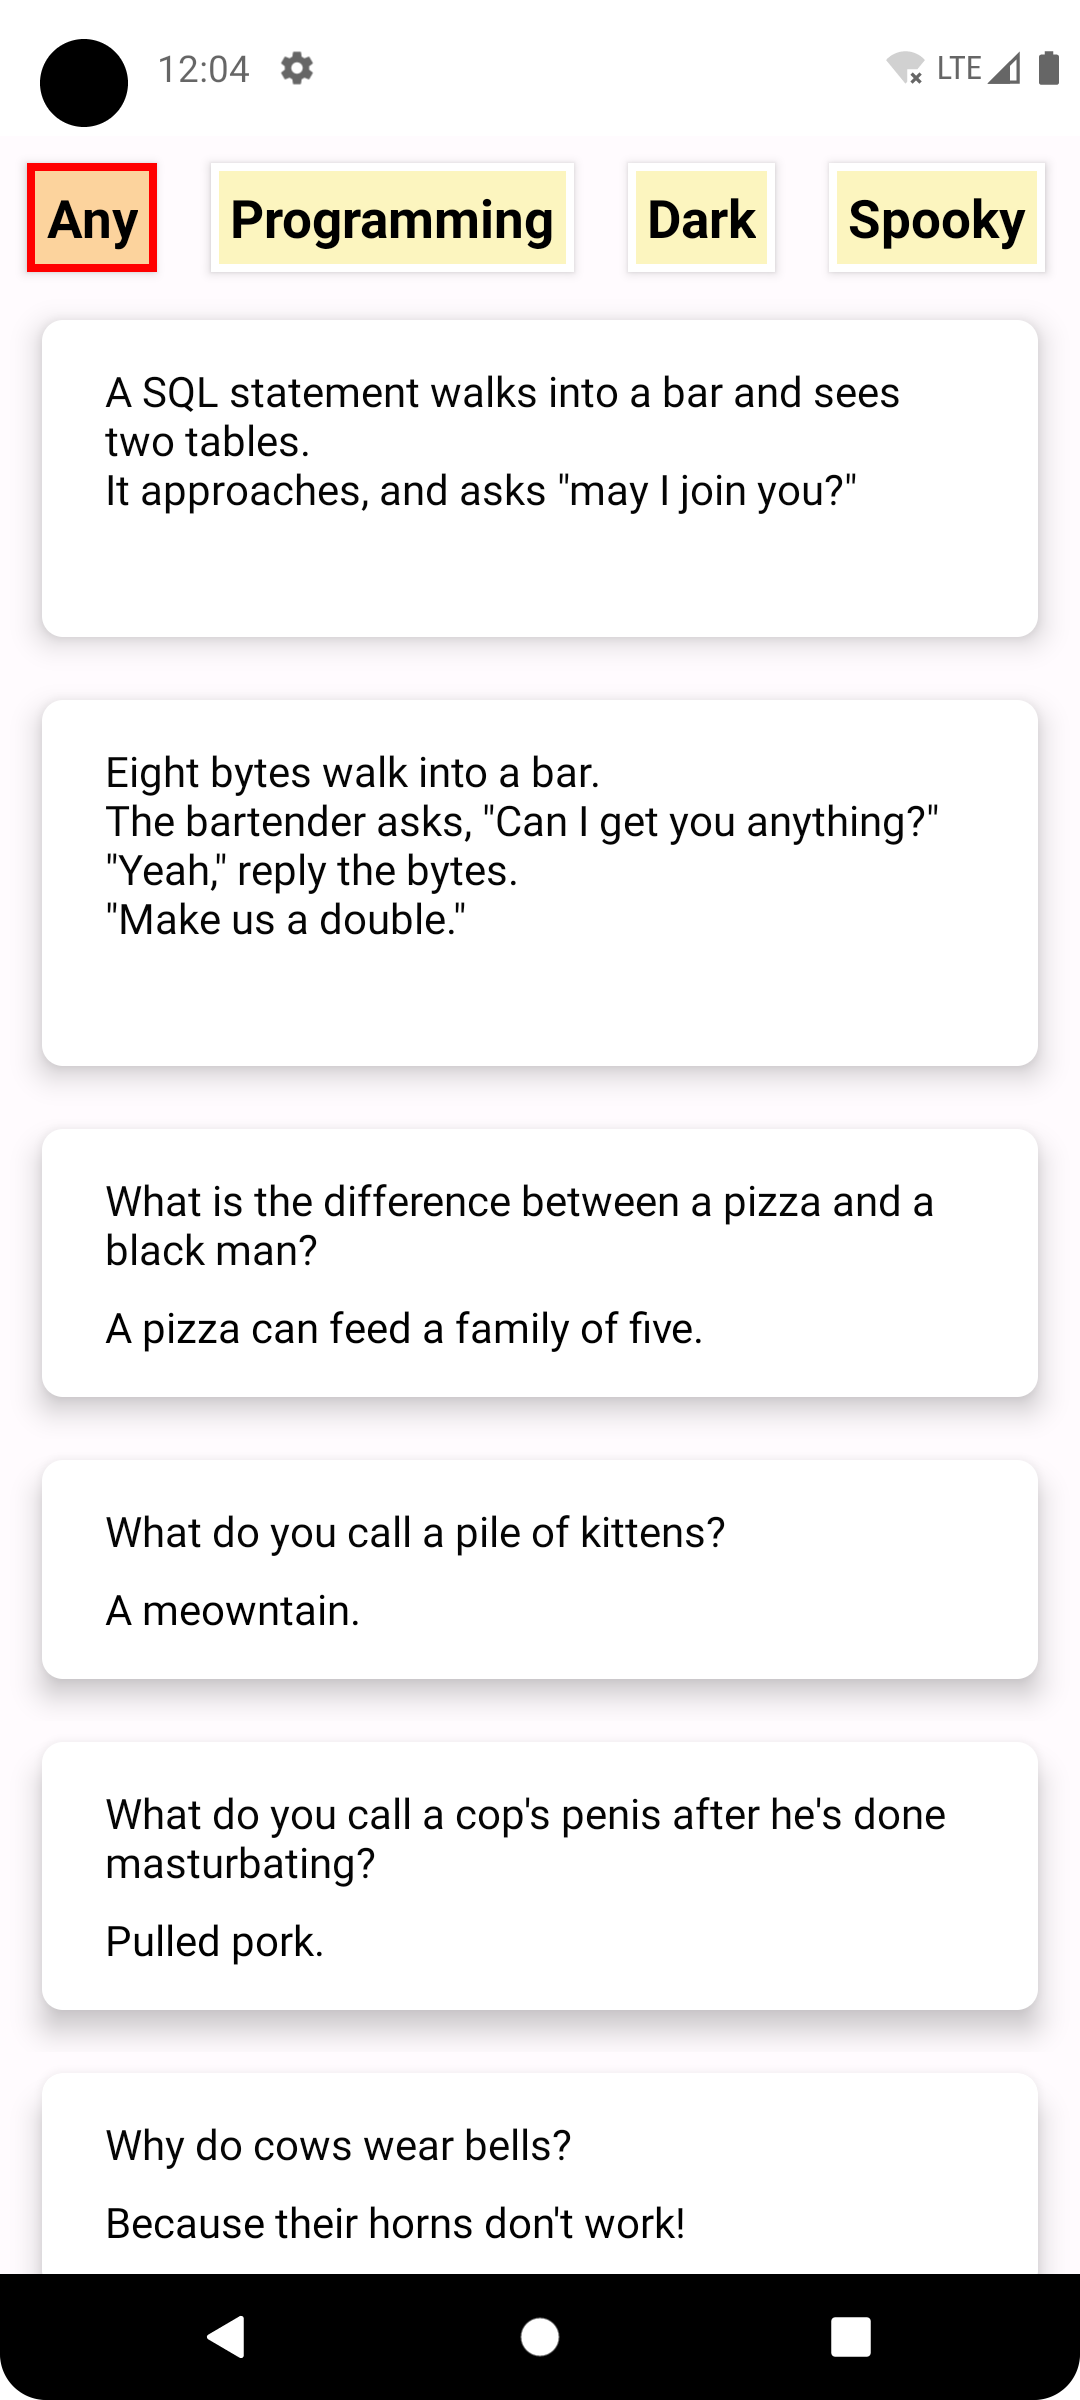 12:04
LTE
Any
Programming
Dark
Spooky
A SQL statement walks into a bar and sees
two tables.
It approaches, and asks "may I join you?"
Eight bytes walk into a bar.
The bartender asks, "Can I get you anything?"
"Yeah," reply the bytes.
"Make us a double."
What is the difference between a pizza and a
black man?
A pizza can feed a family of five.
What do you call a pile of kittens?
A meowntain.
What do you call a cop's penis after he's done
masturbating?
Pulled pork.
Why do cows wear bells?
Because their horns don't work!